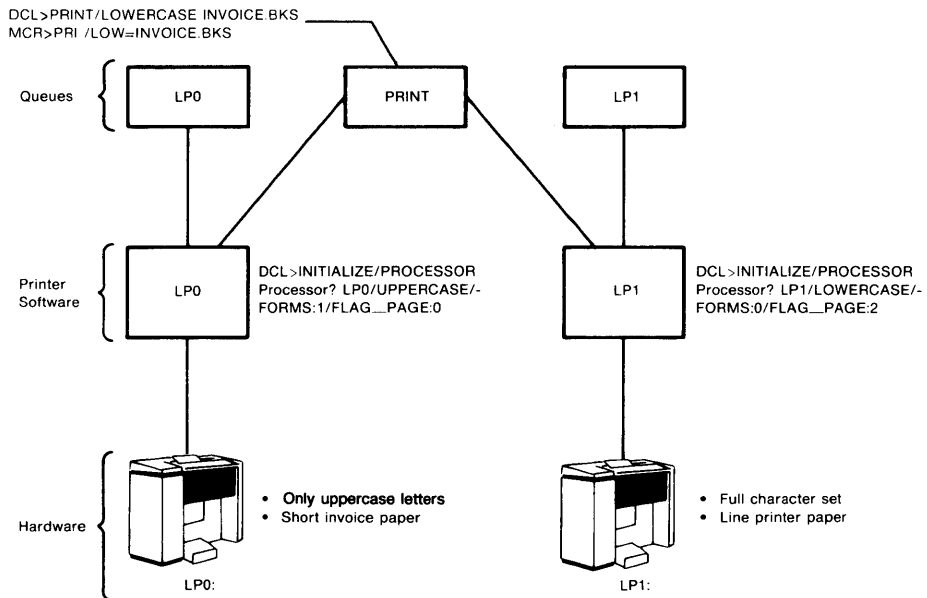 DCL>PRINT/LOWERCASE INVOICE.BKS
MCR>PRI /LOW=INVOICE.BKS
Queues
LP0
PRINT
LP1
Printer
Software
LP0
DCL>INITIALIZE/PROCESSOR
Processor? LP0/UPPERCASE/-
FORMS:1/FLAG__PAGE:0
LP1
DCL>INITIALIZE/PROCESSOR
Processor? LP1/LOWERCASE/-
FORMS:0/FLAG__PAGE:2
Hardware
• Only uppercase letters
• Short invoice paper
LP0:
• Full character set
• Line printer paper
LP1: